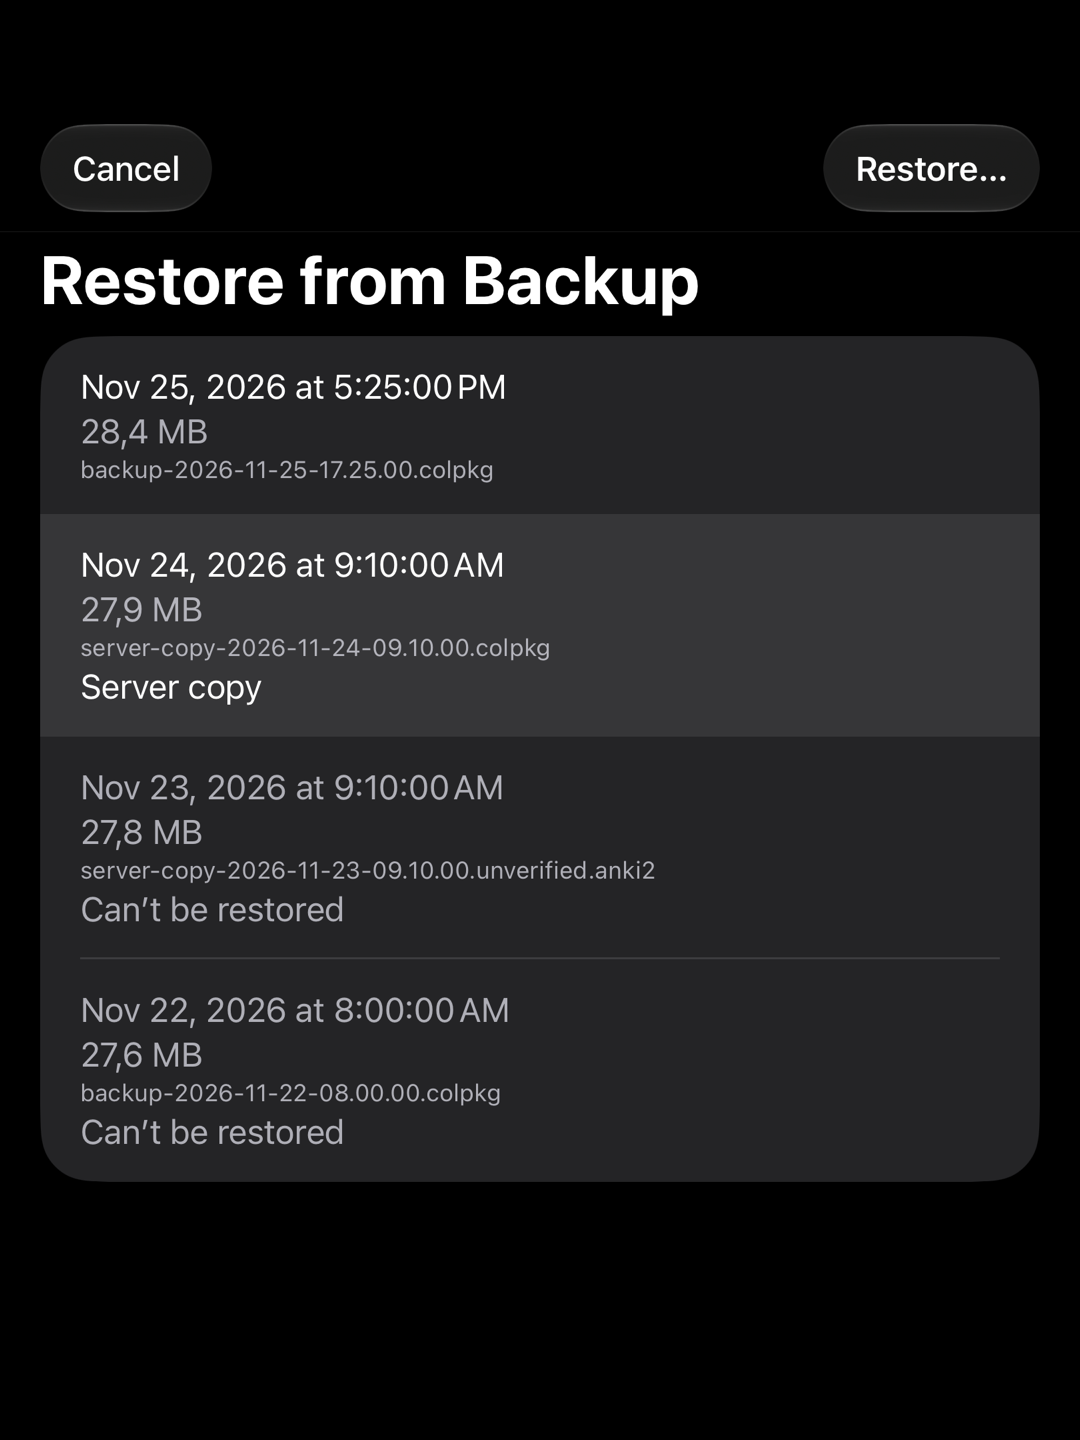 Cancel
Restore...
Restore from Backup
Nov 25, 2026 at 5:25:00 PM
28,4 MB
backup-2026-11-25-17.25.00.colpkg
Nov 24, 2026 at 9:10:00 AM
27,9 MB
server-copy-2026-11-24-09.10.00.colpkg
Server copy
Nov 23, 2026 at 9:10:00 AM
27,8 MB
server-copy-2026-11-23-09.10.00.unverified.anki2
Can’t be restored
Nov 22, 2026 at 8:00:00 AM
27,6 MB
backup-2026-11-22-08.00.00.colpkg
Can’t be restored